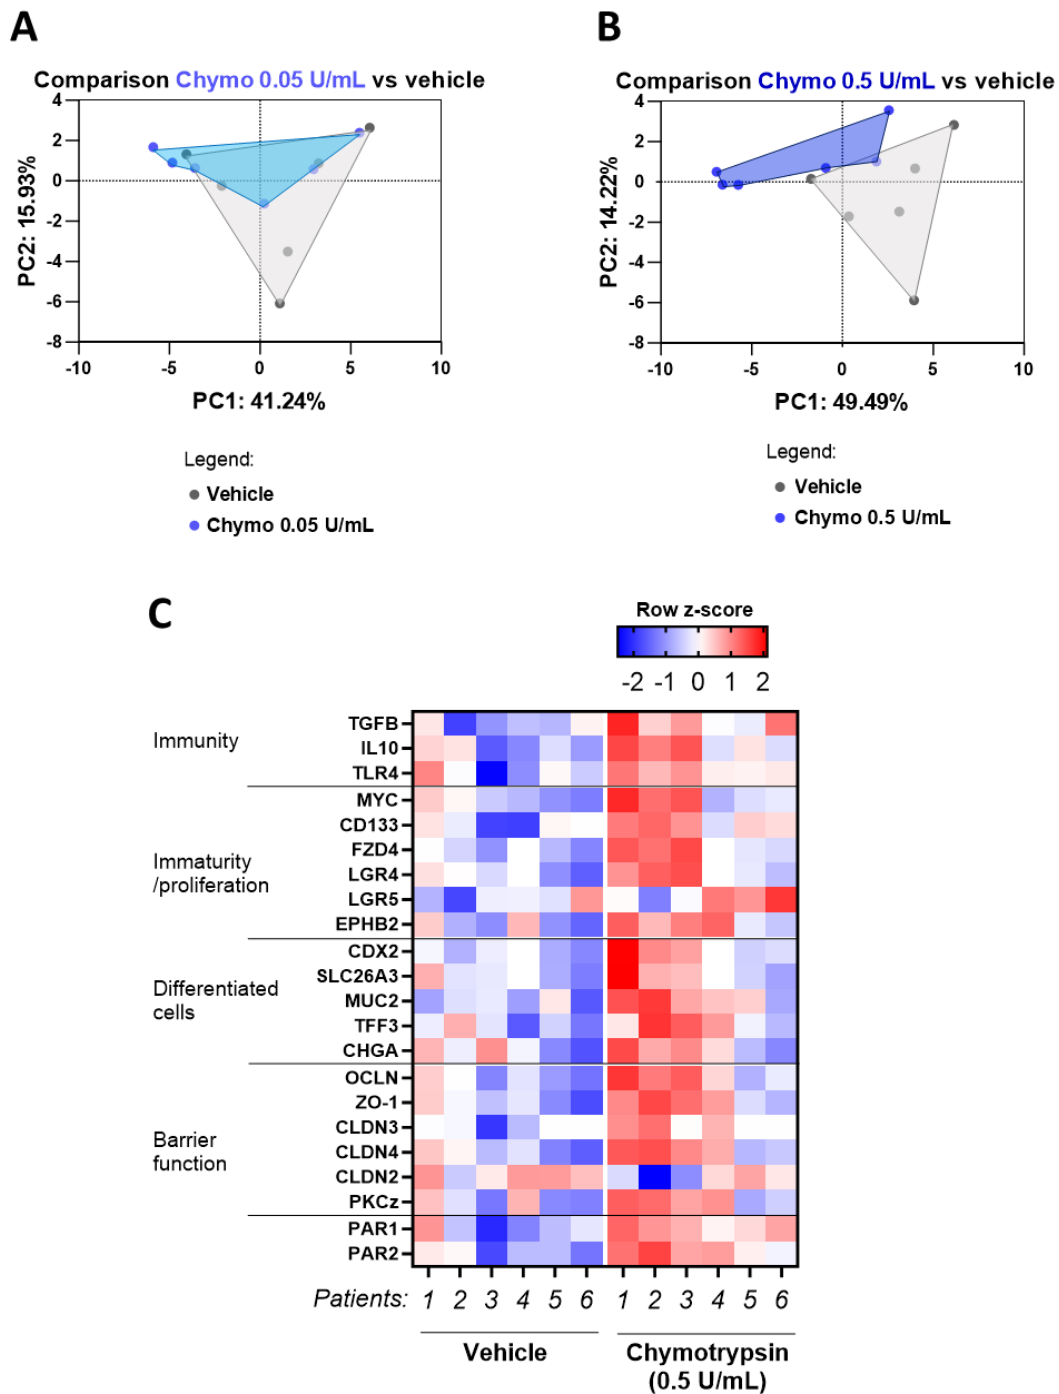 A
B
Comparison Chymo 0.05 U/mL vs vehicle
4
2
0
-2
-4
-6
-8
-10
-5
0
5
10
PC2: 15.93%
PC1: 41.24%
Legend:
Vehicle
Chymo 0.05 U/mL
Comparison Chymo 0.5 U/mL vs vehicle
4
2
0
-2
-4
-6
-8
-10
-5
0
5
10
PC2: 14.22%
PC1: 49.49%
Legend:
Vehicle
Chymo 0.5 U/mL
C
Row z-score
-2 -1 0 1 2
Immunity
TGFB
IL10
TLR4
Immaturity
/proliferation
MYC
CD133
FZD4
LGR4
LGR5
EPHB2
Differentiated
cells
CDX2
SLC26A3
MUC2
TFF3
CHGA
Barrier
function
OCLN
ZO-1
CLDN3
CLDN4
CLDN2
PKCz
PAR1
PAR2
Patients: 1 2 3 4 5 6 1 2 3 4 5 6
Vehicle
Chymotrypsin
(0.5 U/mL)